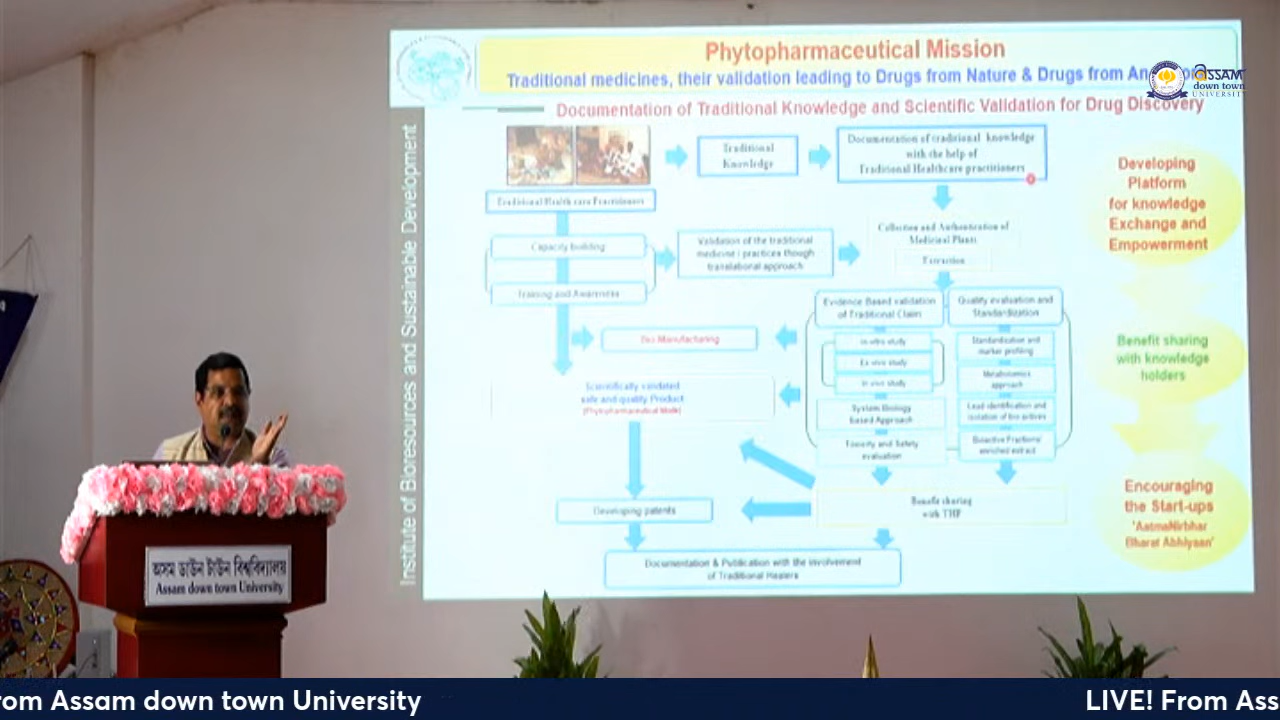 Phytopharmaceutical Mission
Traditional medicines, their validation leading to Drugs from Nature & Drugs from
অসম
down town
UNIVERSITY
Documentation of Traditional Knowledge and Scientific Validation for Drug Discovery
Institute of Bioresources and Sustainable Development
Traditional
Knowledge
Documentation of traditional knowledge
with the help of
Traditional Healthcare practitioners
Traditional Health care Practitioners
Capacity building
Training and Awareness
Validation of the traditional
medicine / practices though
translational approach
Collection and Authentication of
Medicinal Plants
Extraction
Evidence Based validation
of Traditional Claim
Quality evaluation and
Standardization
In vitro study
Ex vivo study
In vivo study
System Biology
based Approach
Toxicity and Safety
evaluation
Standardization and
marker profiling
Metabolomics
approach
Lead identification and
isolation of bio actives
Bioactive Fractions/
enriched extract
Bio-Manufacturing
Scientifically validated
safe and quality Product
(Phytopharmaceutical Mode)
Developing patents
Benefit sharing
with THP
Documentation & Publication with the involvement
of Traditional Healers
Developing
Platform
for knowledge
Exchange and
Empowerment
Benefit sharing
with knowledge
holders
Encouraging
the Start-ups
'AatmaNirbhar
Bharat Abhiyaan'
অসম ডাউন টাউন বিশ্ববিদ্যালয়
Assam down town University
rom Assam down town University
LIVE! From Ass